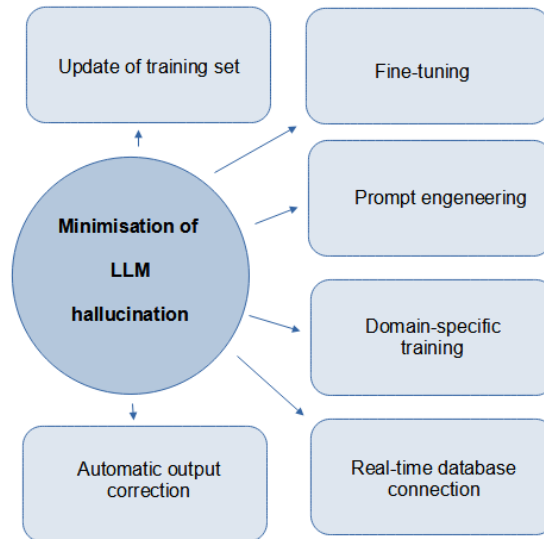 Update of training set
Fine-tuning
Prompt engeneering
Minimisation of
LLM
hallucination
Domain-specific
training
Automatic output
correction
Real-time database
connection